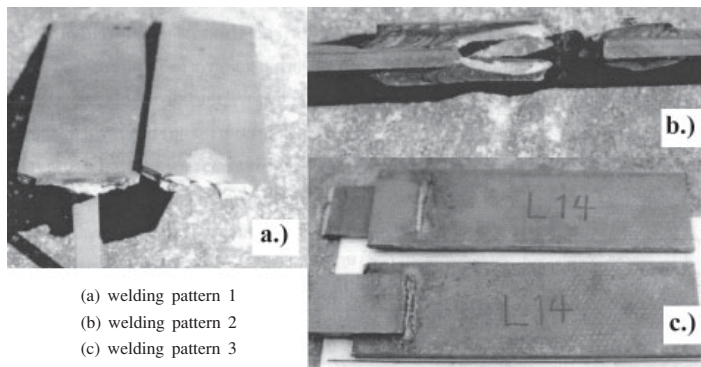 a.)
b.)
L14
L14
c.)
(a) welding pattern 1
(b) welding pattern 2
(c) welding pattern 3